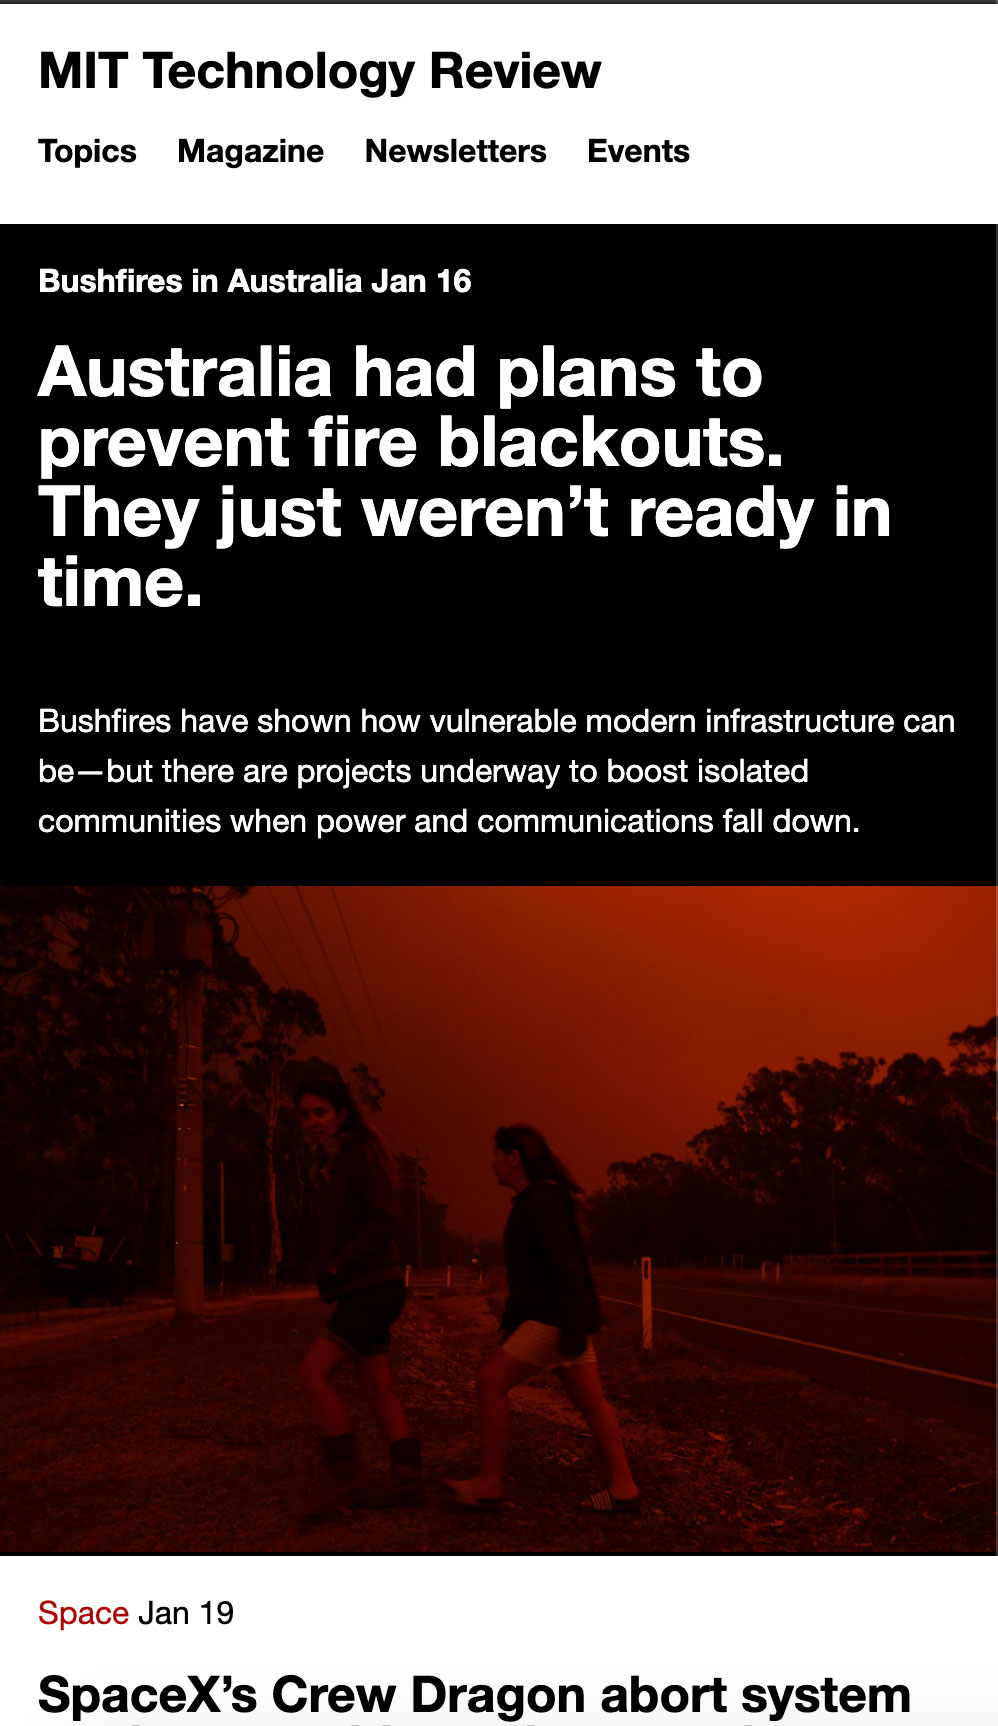 MIT Technology Review
Topics Magazine Newsletters Events
Bushfires in Australia Jan 16
Australia had plans to
prevent fire blackouts.
They just weren’t ready in
time.
Bushfires have shown how vulnerable modern infrastructure can
be—but there are projects underway to boost isolated
communities when power and communications fall down.
Space Jan 19
SpaceX’s Crew Dragon abort system